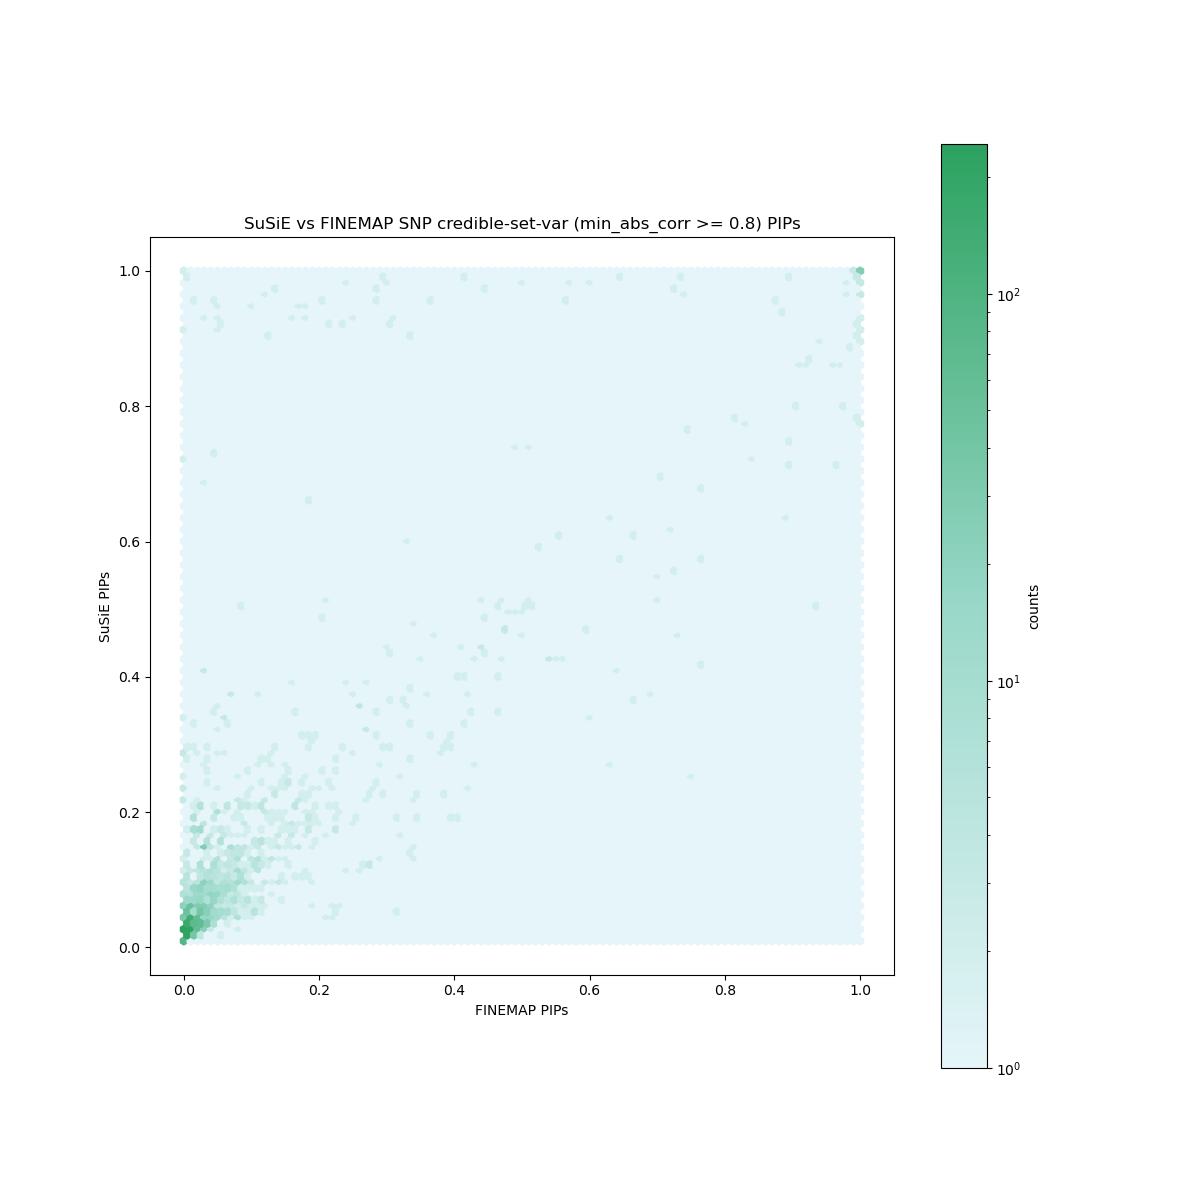 SuSiE vs FINEMAP SNP credible-set-var (min_abs_corr >= 0.8) PIPs
1.0
0.8
0.6
0.4
0.2
0.0
SuSiE PIPs
0.0 0.2 0.4 0.6 0.8 1.0
FINEMAP PIPs
10²
10¹
10⁰
counts